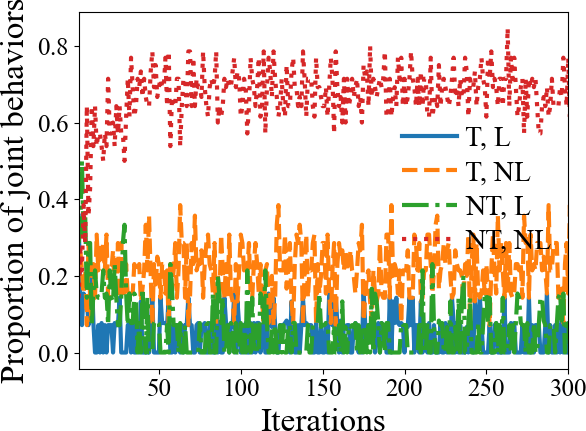 Proportion of joint behaviors
0.8
0.6
0.4
0.2
0.0
T, L
T, NL
NT, L
NT, NL
50
100
150
200
250
300
Iterations